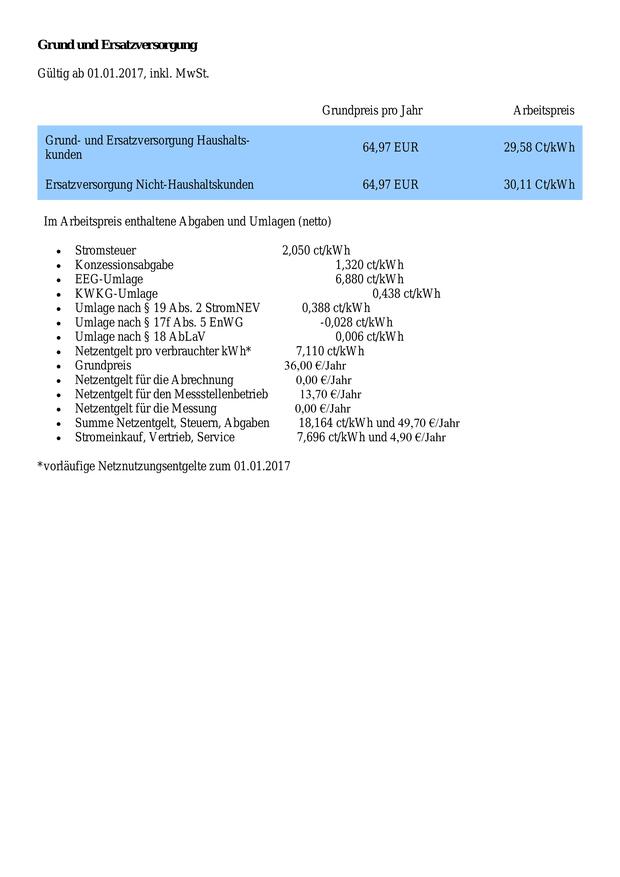 Grund und Ersatzversorgung
Gültig ab 01.01.2017, inkl. MwSt.
Grundpreis pro Jahr Arbeitspreis
Grund- und Ersatzversorgung Haushalts-
kunden 64,97 EUR 29,58 Ct/kWh
Ersatzversorgung Nicht-Haushaltskunden 64,97 EUR 30,11 Ct/kWh
Im Arbeitspreis enthaltene Abgaben und Umlagen (netto)
• Stromsteuer 2,050 ct/kWh
• Konzessionsabgabe 1,320 ct/kWh
• EEG-Umlage 6,880 ct/kWh
• KWKG-Umlage 0,438 ct/kWh
• Umlage nach § 19 Abs. 2 StromNEV 0,388 ct/kWh
• Umlage nach § 17f Abs. 5 EnWG -0,028 ct/kWh
• Umlage nach § 18 AbLaV 0,006 ct/kWh
• Netzentgelt pro verbrauchter kWh* 7,110 ct/kWh
• Grundpreis 36,00 €/Jahr
• Netzentgelt für die Abrechnung 0,00 €/Jahr
• Netzentgelt für den Messstellenbetrieb 13,70 €/Jahr
• Netzentgelt für die Messung 0,00 €/Jahr
• Summe Netzentgelt, Steuern, Abgaben 18,164 ct/kWh und 49,70 €/Jahr
• Stromeinkauf, Vertrieb, Service 7,696 ct/kWh und 4,90 €/Jahr
*vorläufige Netznutzungsentgelte zum 01.01.2017